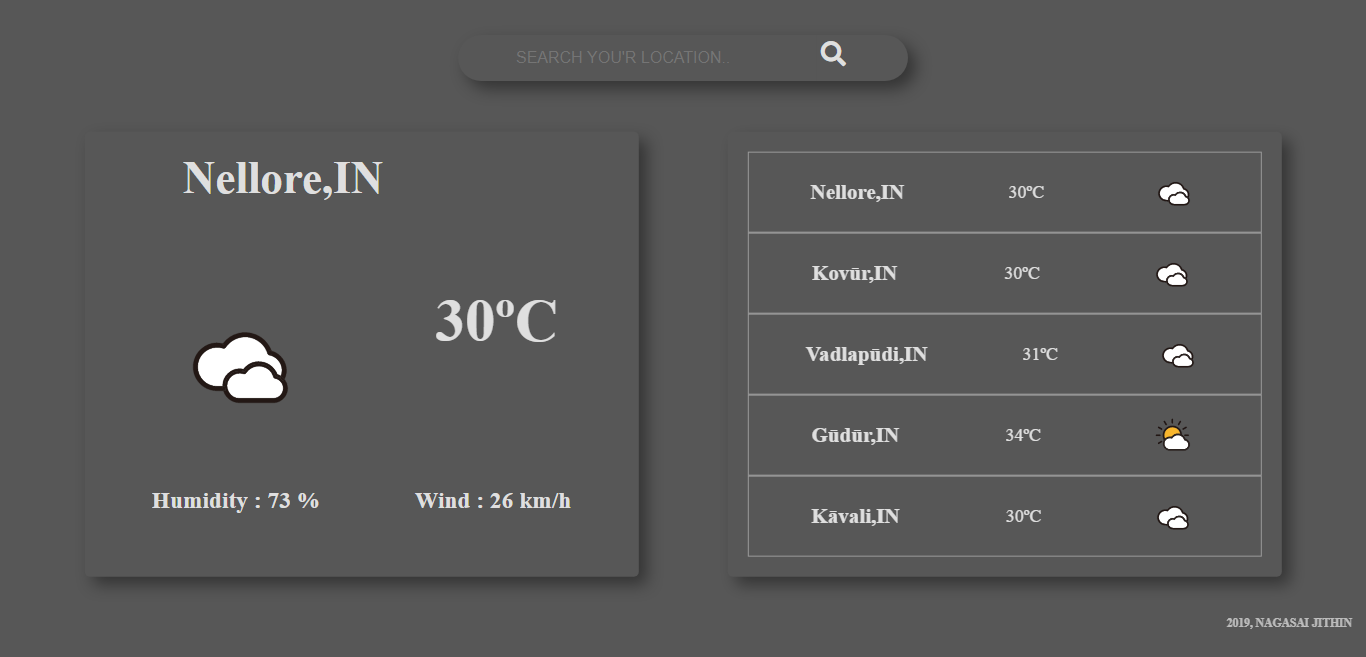 SEARCH YOU'R LOCATION..
Nellore,IN
30ºC
Humidity : 73 %
Wind : 26 km/h
Nellore,IN 30ºC
Kovūr,IN 30ºC
Vadlapūdi,IN 31ºC
Gūdūr,IN 34ºC
Kāvali,IN 30ºC
2019, NAGASAI JITHIN